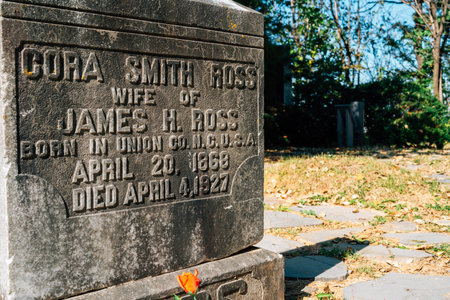 CORA SMITH ROSS
WIFE OF
JAMES H. ROSS
BORN IN UNION CO. N.C. U.S.A.
APRIL 20, 1868
DIED APRIL 4, 1927